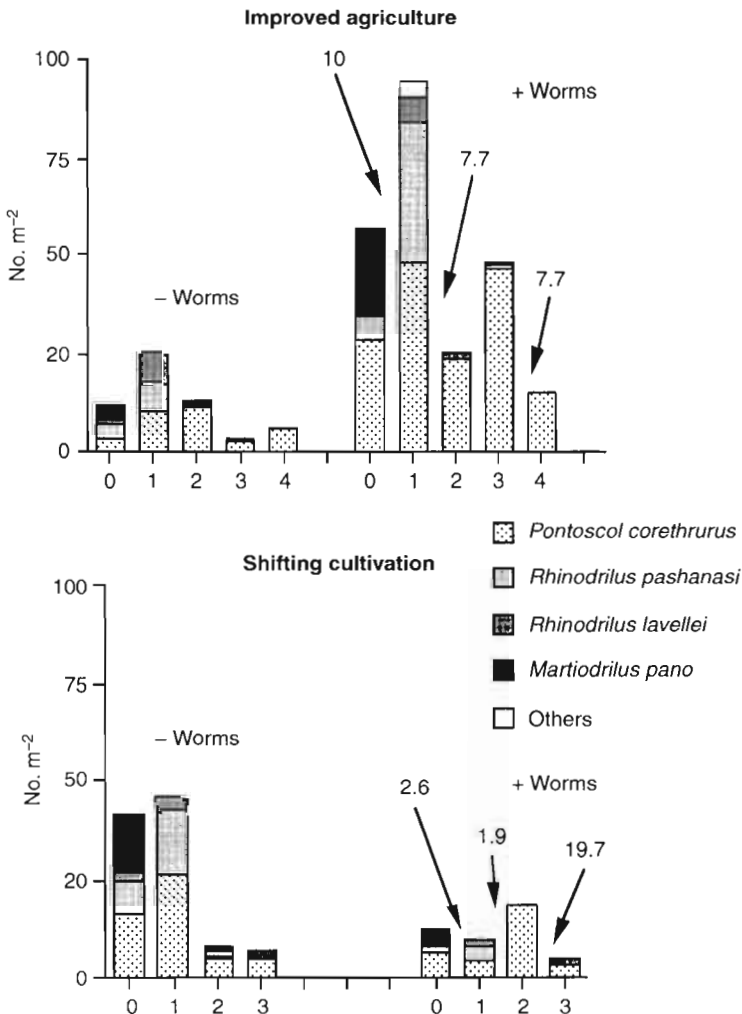 Improved agriculture
100
75
50
20
0
No. m⁻²
– Worms
+ Worms
10
7.7
7.7
0 1 2 3 4 0 1 2 3 4
Pontoscol corethrurus
Rhinodrilus pashanasi
Rhinodrilus lavellei
Martiodrilus pano
Others
Shifting cultivation
100
75
50
20
0
No. m⁻²
– Worms
+ Worms
2.6
1.9
19.7
0 1 2 3 0 1 2 3